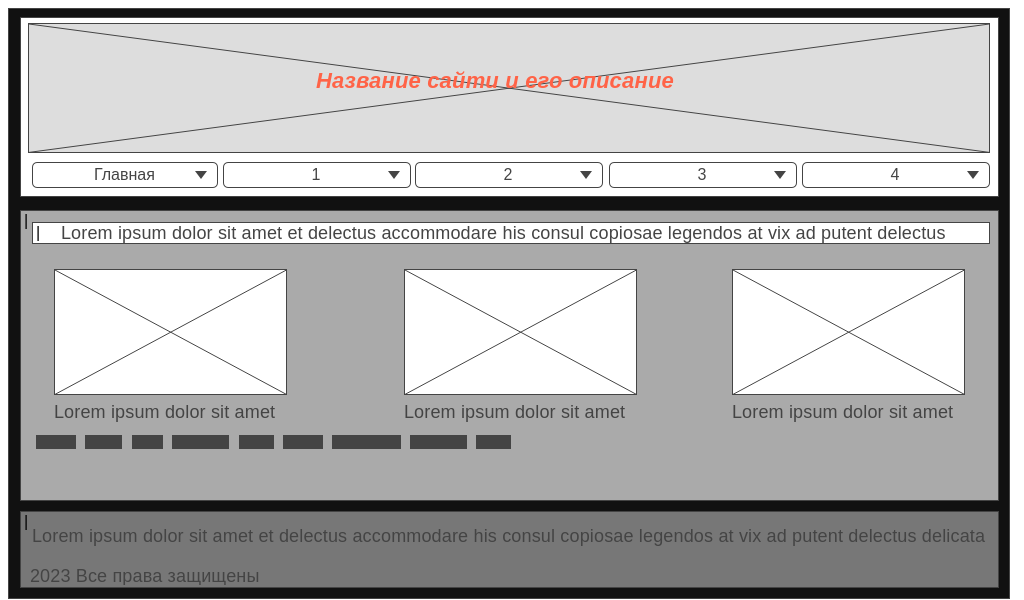 Название сайти и его описание
Главная
1
2
3
4
Lorem ipsum dolor sit amet et delectus accommodare his consul copiosae legendos at vix ad putent delectus
Lorem ipsum dolor sit amet
Lorem ipsum dolor sit amet
Lorem ipsum dolor sit amet
Lorem ipsum dolor sit amet et delectus accommodare his consul copiosae legendos at vix ad putent delectus delicata
2023 Все права защищены